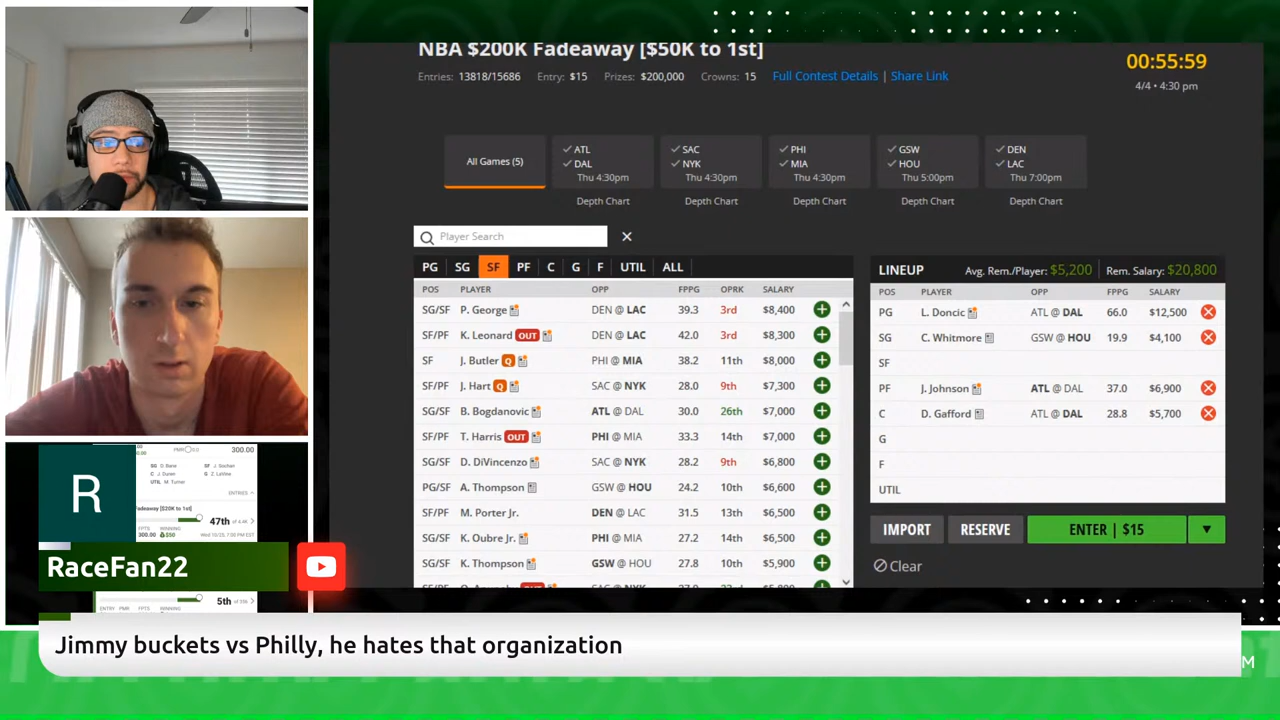 NBA $200K Fadeaway [$50K to 1st]
Entries: 13818/15686 Entry: $15 Prizes: $200,000 Crowns: 15 Full Contest Details | Share Link
00:55:59
4/4 • 4:30 pm
All Games (5)
ATL
DAL
Thu 4:30pm
Depth Chart
SAC
NYK
Thu 4:30pm
Depth Chart
PHI
MIA
Thu 4:30pm
Depth Chart
GSW
HOU
Thu 5:00pm
Depth Chart
DEN
LAC
Thu 7:00pm
Depth Chart
Player Search
PG SG SF PF C G F UTIL ALL
POS PLAYER OPP FPPG OPRK SALARY
SG/SF P. George DEN @ LAC 39.3 3rd $8,400
SF/PF K. Leonard OUT DEN @ LAC 42.0 3rd $8,300
SF J. Butler Q PHI @ MIA 38.2 11th $8,000
SF/PF J. Hart Q SAC @ NYK 28.0 9th $7,300
SG/SF B. Bogdanovic ATL @ DAL 30.0 26th $7,000
SF/PF T. Harris OUT PHI @ MIA 33.3 14th $7,000
SG/SF D. DiVincenzo SAC @ NYK 28.2 9th $6,800
PG/SF A. Thompson GSW @ HOU 24.2 10th $6,600
SF/PF M. Porter Jr. DEN @ LAC 31.5 13th $6,500
SG/SF K. Oubre Jr. PHI @ MIA 27.2 14th $6,500
SG/SF K. Thompson GSW @ HOU 27.8 10th $5,900
LINEUP Avg. Rem./Player: $5,200 Rem. Salary: $20,800
POS PLAYER OPP FPPG SALARY
PG L. Doncic ATL @ DAL 66.0 $12,500
SG C. Whitmore GSW @ HOU 19.9 $4,100
SF
PF J. Johnson ATL @ DAL 37.0 $6,900
C D. Gafford ATL @ DAL 28.8 $5,700
G
F
UTIL
IMPORT RESERVE ENTER | $15
Clear
R
300.00
ENTRIES
47th
300.00
5th
RaceFan22
Jimmy buckets vs Philly, he hates that organization